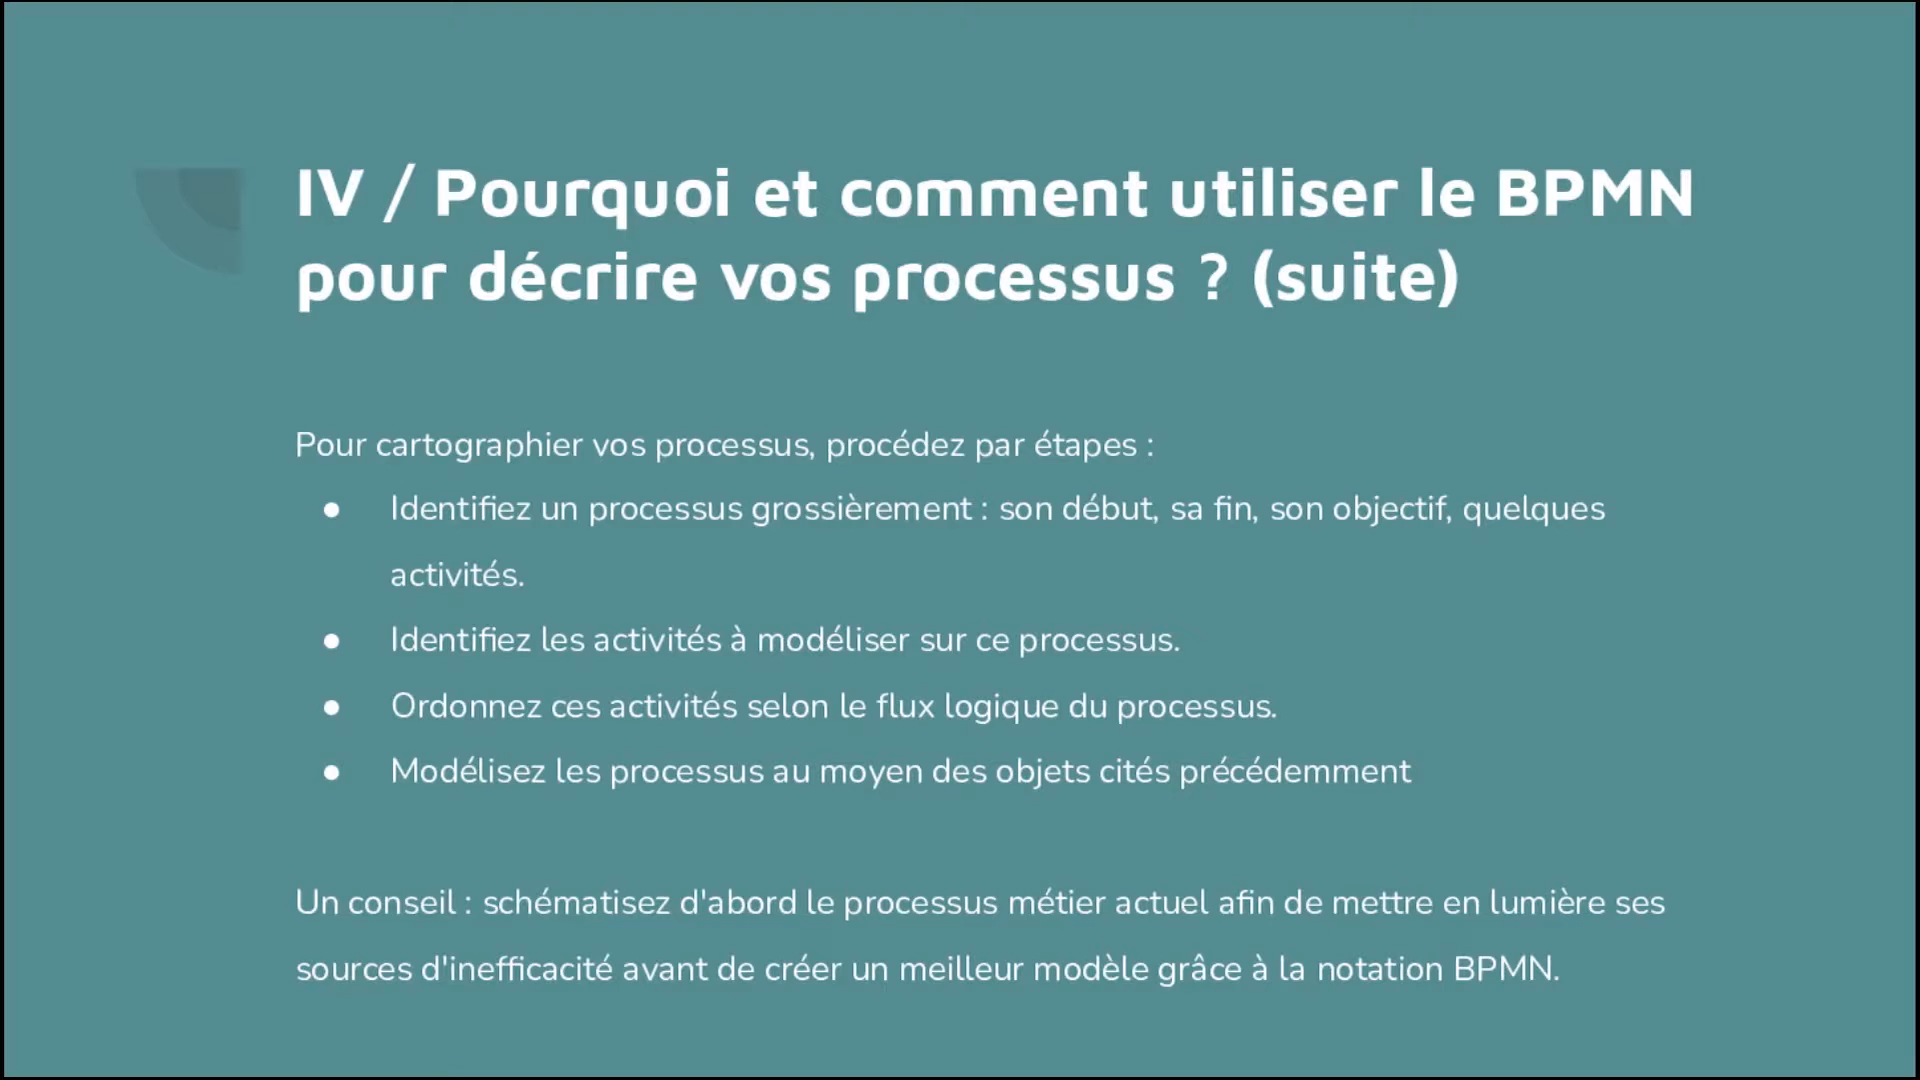 IV / Pourquoi et comment utiliser le BPMN
pour décrire vos processus ? (suite)
Pour cartographier vos processus, procédez par étapes :
● Identifiez un processus grossièrement : son début, sa fin, son objectif, quelques
activités.
● Identifiez les activités à modéliser sur ce processus.
● Ordonnez ces activités selon le flux logique du processus.
● Modélisez les processus au moyen des objets cités précédemment
Un conseil : schématisez d'abord le processus métier actuel afin de mettre en lumière ses
sources d'inefficacité avant de créer un meilleur modèle grâce à la notation BPMN.